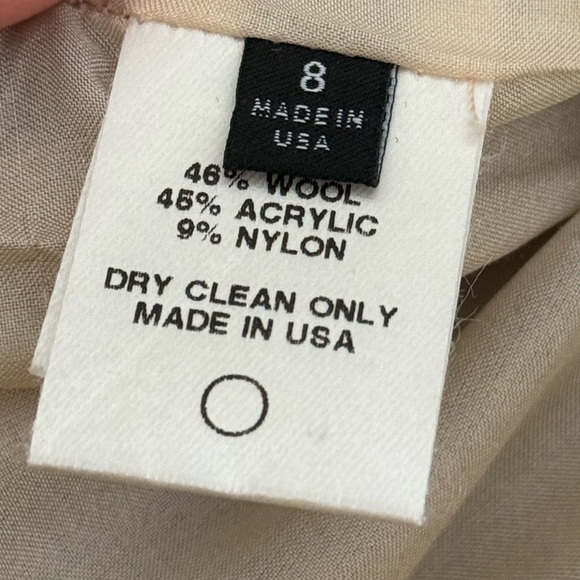 8
MADE IN
USA
46% WOOL
45% ACRYLIC
9% NYLON
DRY CLEAN ONLY
MADE IN USA